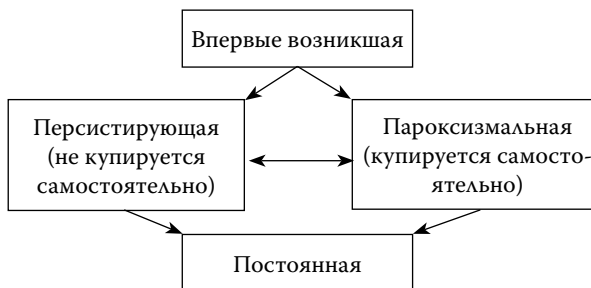 Впервые возникшая
Персистирующая
(не купируется
самостоятельно)
Пароксизмальная
(купируется самосто-
ятельно)
Постоянная